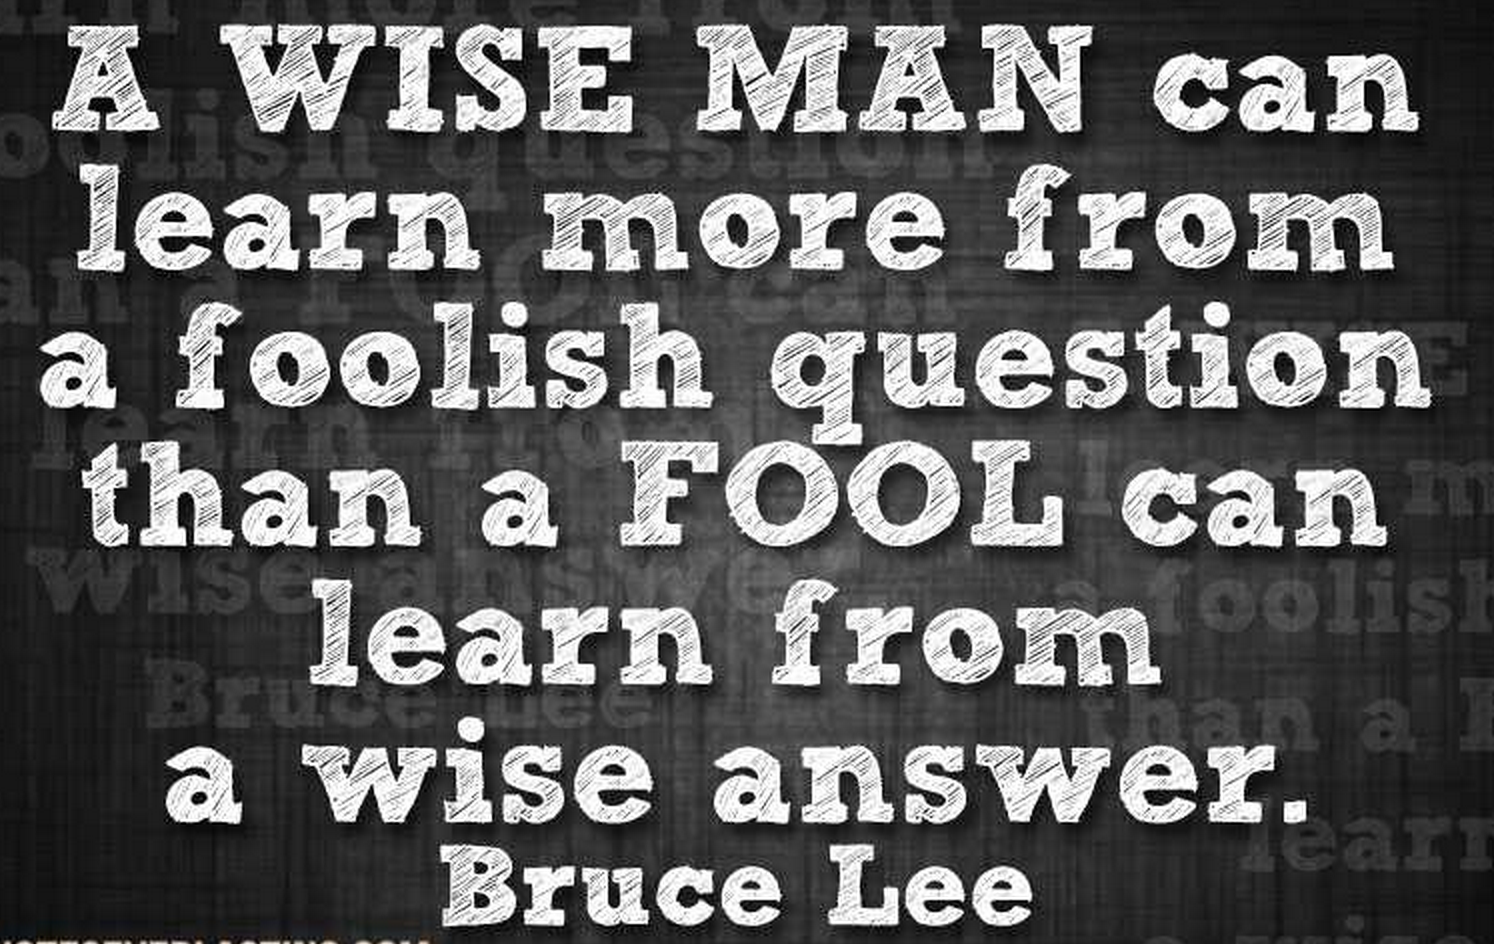 A WISE MAN can
learn more from
a foolish question
than a FOOL can
learn from
a wise answer.
Bruce Lee